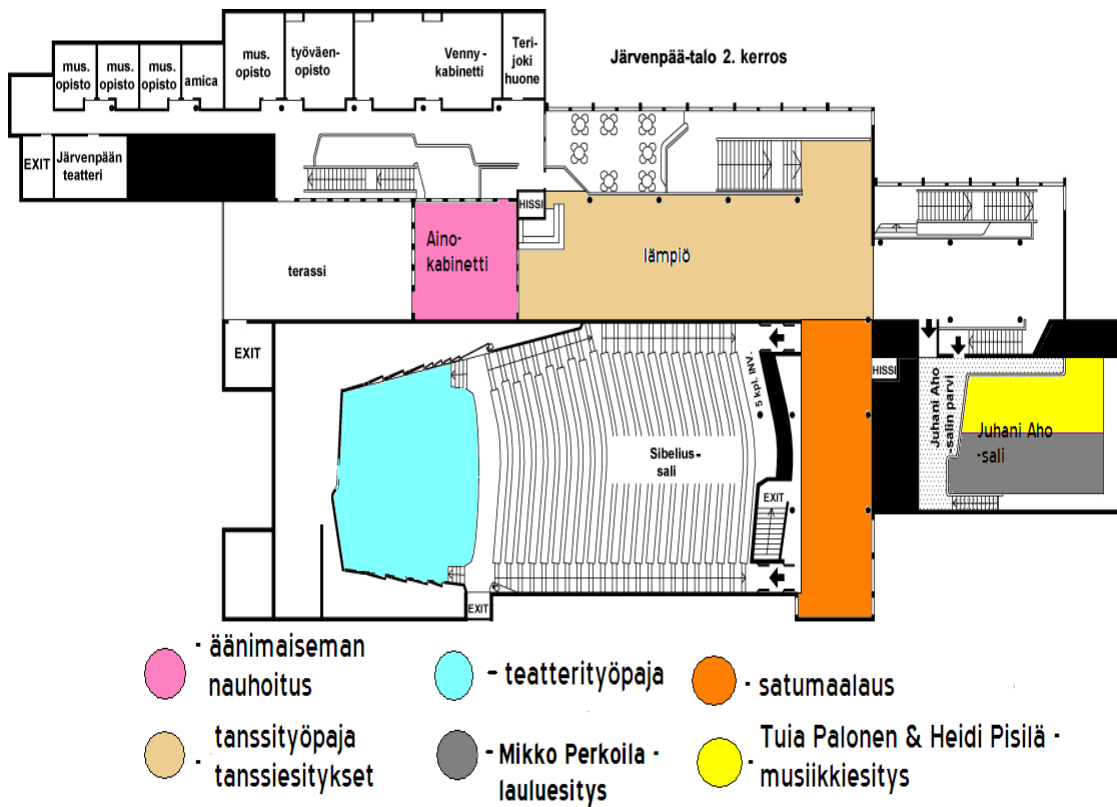 Järvenpää-talo 2. kerros
mus.
opisto
mus.
opisto
mus.
opisto
amica
mus.
opisto
työväen-
opisto
Venny -
kabinetti
Teri-
joki
huone
EXIT
Järvenpään
teatteri
HISSI
terassi
Aino-
kabinetti
lämpiö
EXIT
5 kpl. INV.
Sibelius-
sali
EXIT
EXIT
HISSI
Juhani Aho
-salin parvi
Juhani Aho
-sali
- äänimaiseman
nauhoitus
- teatterityöpaja
- satumaalaus
tanssityöpaja
- tanssiesitykset
- Mikko Perkoila -
lauluesitys
Tuia Palonen & Heidi Pisilä -
- musiikkiesitys